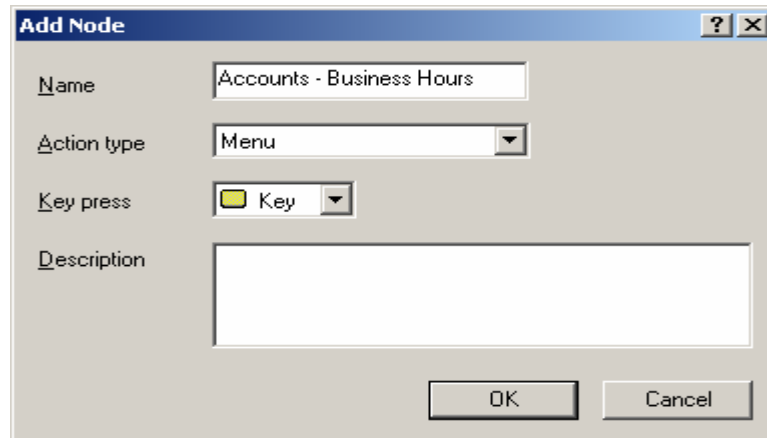 Add Node
Name
Accounts - Business Hours
Action type
Menu
Key press
Key
Description
OK
Cancel